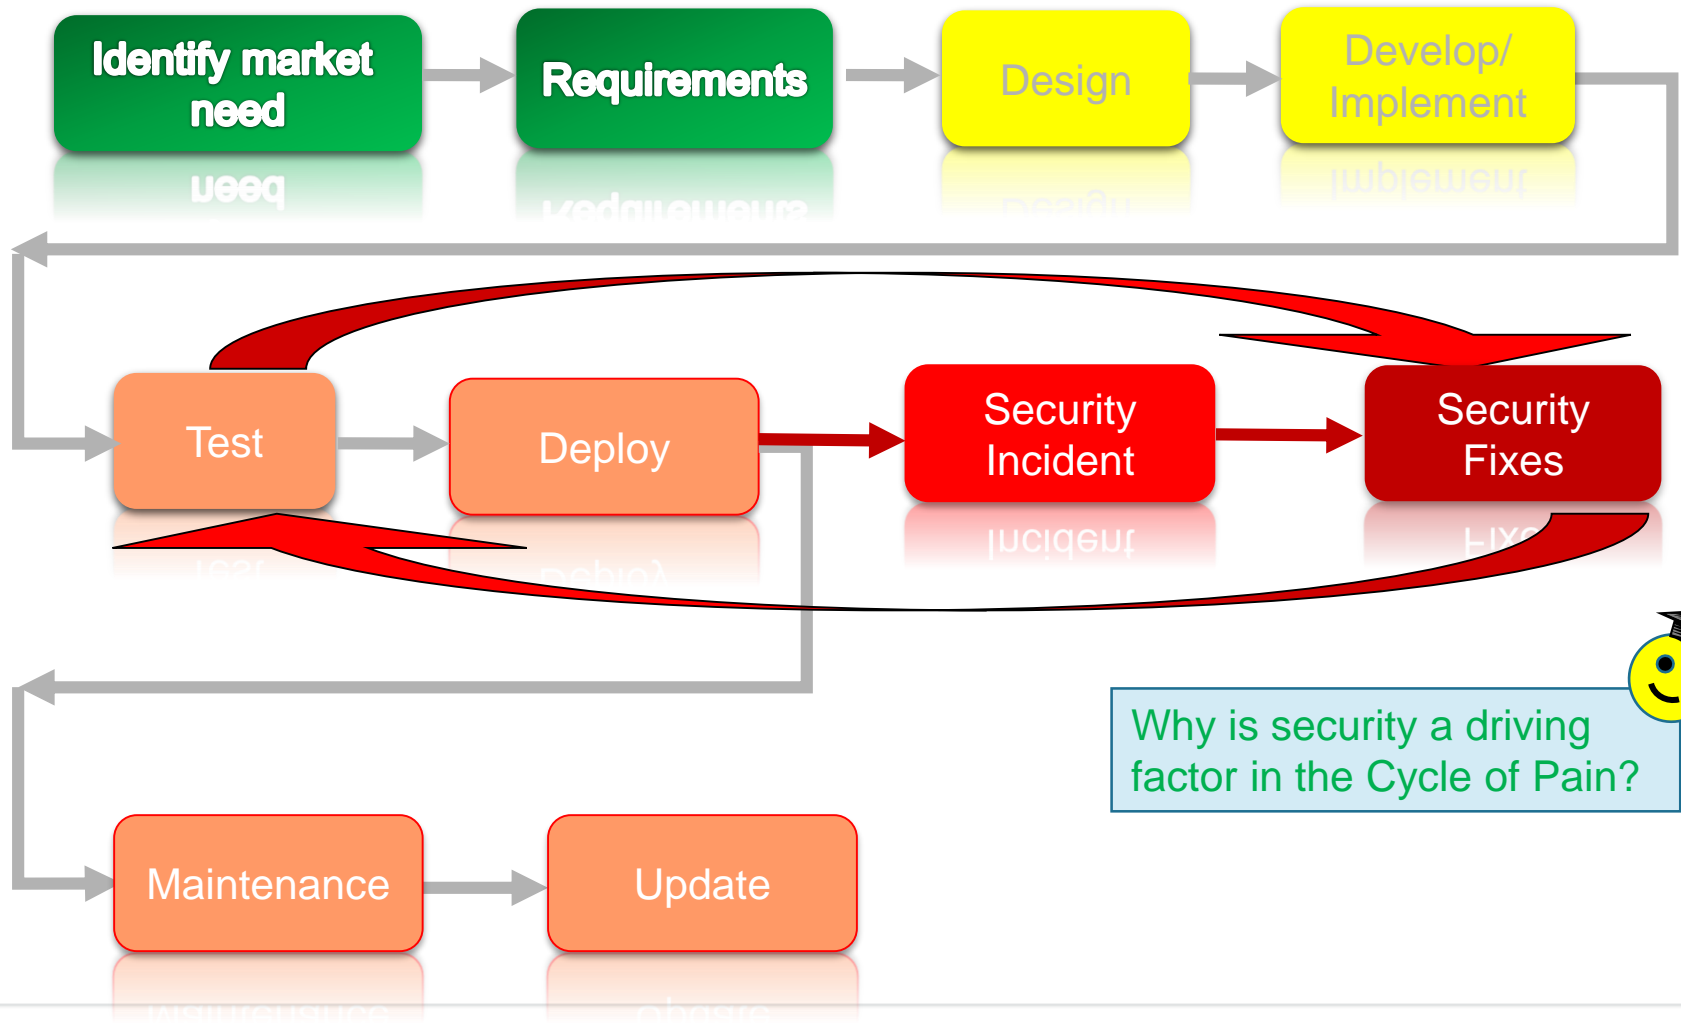 Identify market
need
Requirements
Design
Develop/
Implement
Test
Deploy
Security
Incident
Security
Fixes
Why is security a driving
factor in the Cycle of Pain?
Maintenance
Update